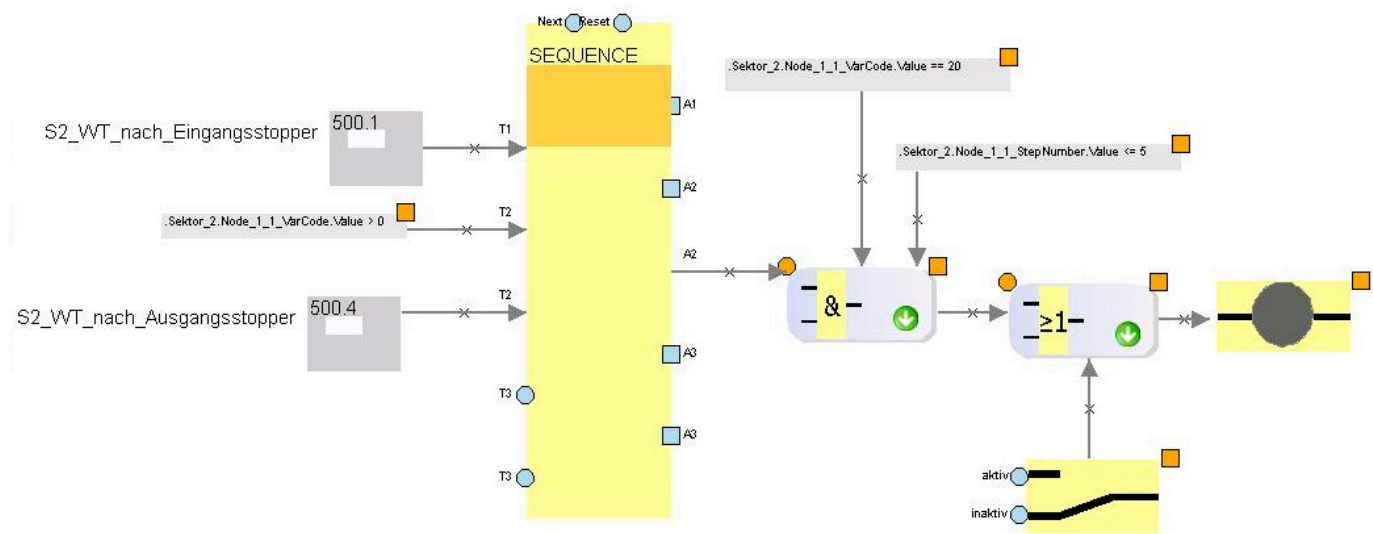 Next Reset
SEQUENCE
.Sektor_2.Node_1_1_VarCode.Value == 20
A1
500.1
S2_WT_nach_Eingangsstopper
T1
.Sektor_2.Node_1_1_StepNumber.Value <= 5
A2
T2
.Sektor_2.Node_1_1_VarCode.Value > 0
A2
T2
500.4
S2_WT_nach_Ausgangsstopper
&
≥1
A3
T3
A3
T3
aktiv
inaktiv